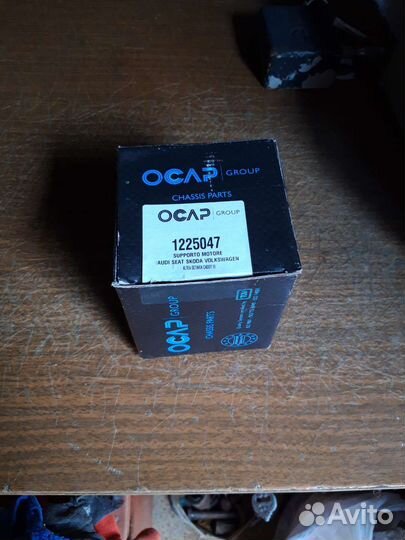 OCAP GROUP
CHASSIS PARTS
OCAP GROUP
1225047
SUPPORTO MOTORE
AUDI SEAT SKODA VOLKSWAGEN
OCAP GROUP
CHASSIS PARTS
Avito